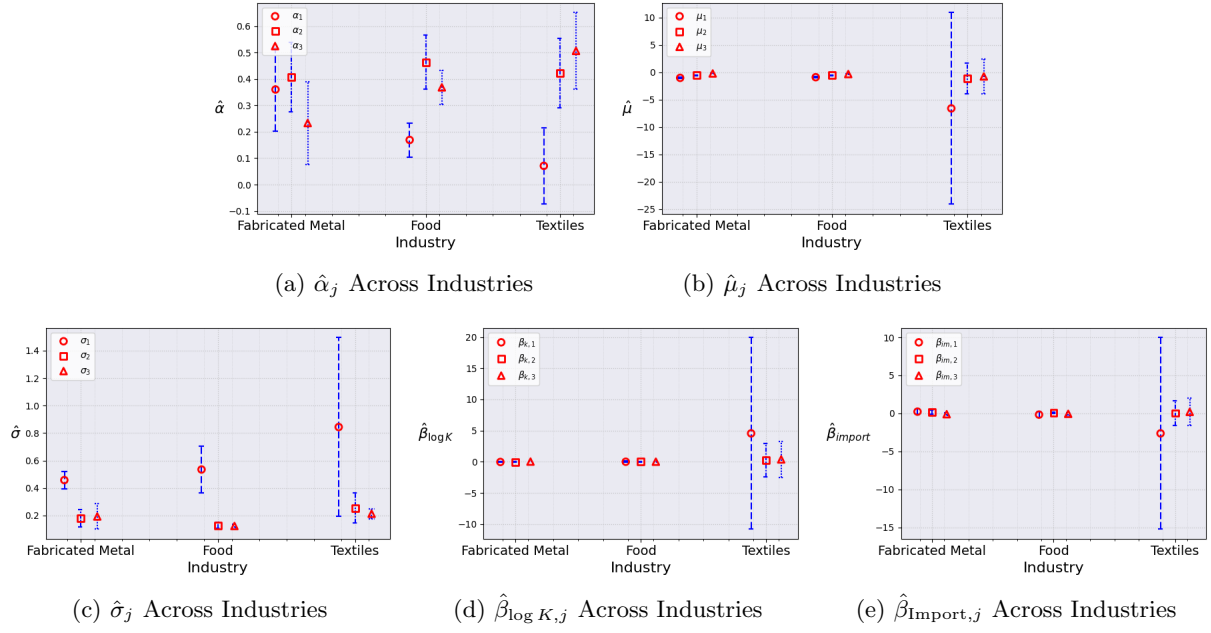 α₁
α₂
α₃
0.6
0.5
0.4
0.3
0.2
0.1
0.0
−0.1
α̂
Fabricated Metal Food Textiles
Industry
(a) α̂ⱼ Across Industries
μ₁
μ₂
μ₃
10
5
0
−5
−10
−15
−20
−25
μ̂
Fabricated Metal Food Textiles
Industry
(b) μ̂ⱼ Across Industries
σ₁
σ₂
σ₃
1.4
1.2
1.0
0.8
0.6
0.4
0.2
σ̂
Fabricated Metal Food Textiles
Industry
(c) σ̂ⱼ Across Industries
βk,1
βk,2
βk,3
20
15
10
5
0
−5
−10
β̂log K
Fabricated Metal Food Textiles
Industry
(d) β̂log K,j Across Industries
βim,1
βim,2
βim,3
10
5
0
−5
−10
−15
β̂import
Fabricated Metal Food Textiles
Industry
(e) β̂Import,j Across Industries